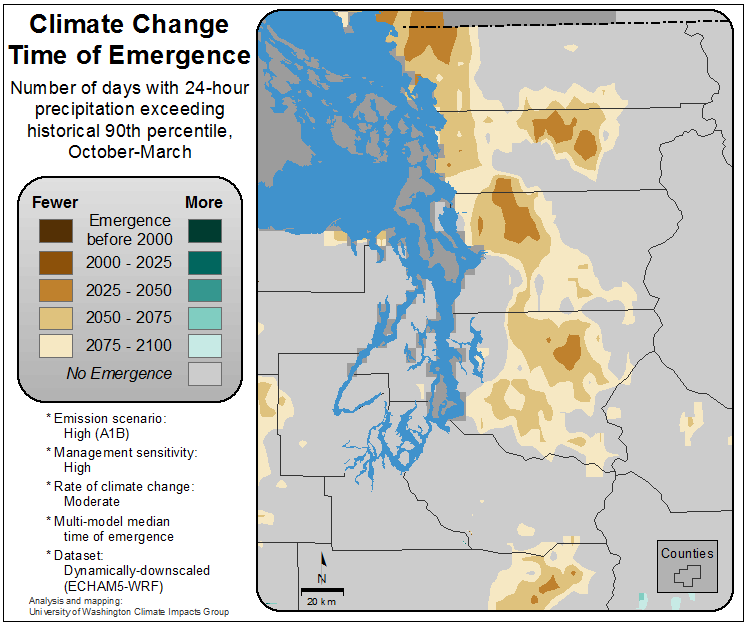 Climate Change
Time of Emergence
Number of days with 24-hour
precipitation exceeding
historical 90th percentile,
October-March
Fewer More
Emergence
before 2000
2000 - 2025
2025 - 2050
2050 - 2075
2075 - 2100
No Emergence
* Emission scenario:
High (A1B)
* Management sensitivity:
High
* Rate of climate change:
Moderate
* Multi-model median
time of emergence
* Dataset:
Dynamically-downscaled
(ECHAM5-WRF)
Analysis and mapping:
University of Washington Climate Impacts Group
N
20 km
Counties